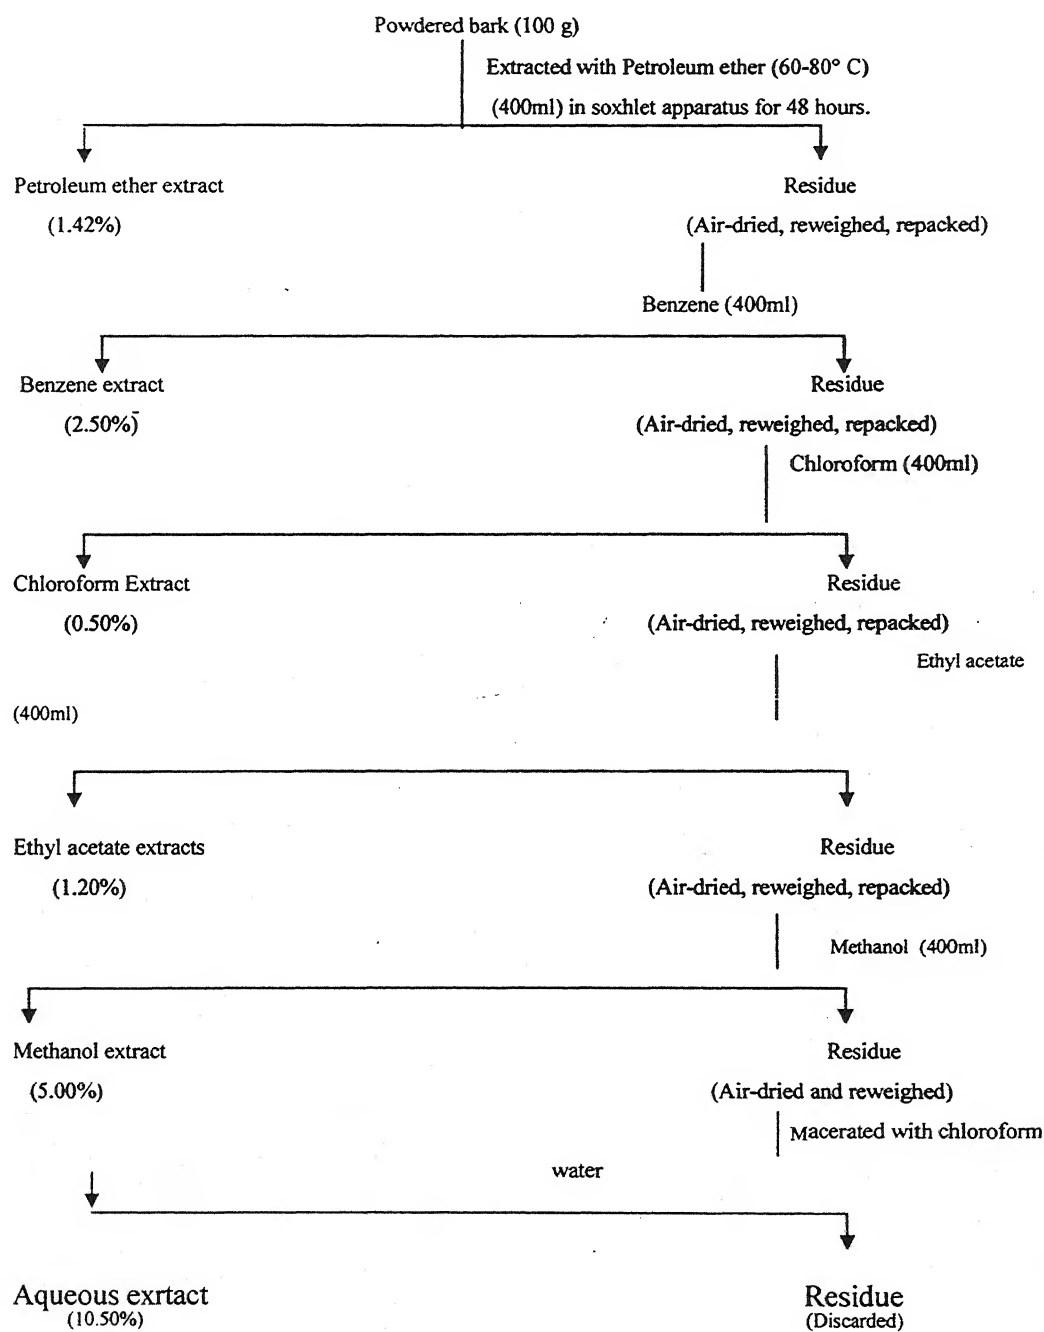 Powdered bark (100 g)
Extracted with Petroleum ether (60-80° C)
(400ml) in soxhlet apparatus for 48 hours.
Petroleum ether extract
Residue
(1.42%)
(Air-dried, reweighed, repacked)
Benzene (400ml)
Benzene extract
Residue
(2.50%)
(Air-dried, reweighed, repacked)
Chloroform (400ml)
Chloroform Extract
Residue
(0.50%)
(Air-dried, reweighed, repacked)
Ethyl acetate
(400ml)
Ethyl acetate extracts
Residue
(1.20%)
(Air-dried, reweighed, repacked)
Methanol (400ml)
Methanol extract
Residue
(5.00%)
(Air-dried and reweighed)
Macerated with chloroform
water
Aqueous exrtact
Residue
(10.50%)
(Discarded)